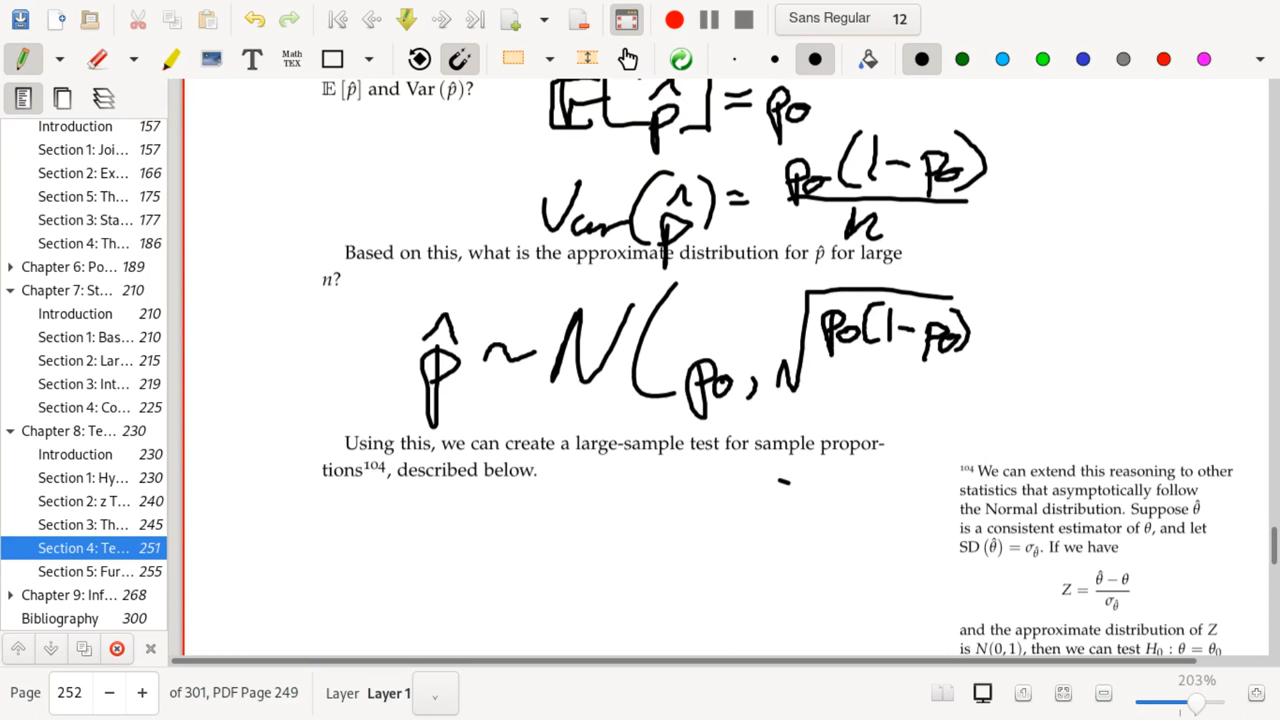 Sans Regular 12
Math TEX
Introduction 157
Section 1: Joi... 157
Section 2: Ex... 166
Section 5: Th... 175
Section 3: Sta... 177
Section 4: Th... 186
Chapter 6: Po... 189
Chapter 7: St... 210
Introduction 210
Section 1: Bas... 210
Section 2: Lar... 215
Section 3: Int... 219
Section 4: Co... 225
Chapter 8: Te... 230
Introduction 230
Section 1: Hy... 230
Section 2: z T... 240
Section 3: Th... 245
Section 4: Te... 251
Section 5: Fur... 255
Chapter 9: Inf... 268
Bibliography 300
𝔼 [p̂] and Var (p̂)?
𝔼[p̂] = p₀
Var(p̂) = p₀(1-p₀)/n
Based on this, what is the approximate distribution for p̂ for large
n?
p̂ ~ N(p₀, √p₀(1-p₀)
Using this, we can create a large-sample test for sample propor-
tions¹⁰⁴, described below.
¹⁰⁴ We can extend this reasoning to other
statistics that asymptotically follow
the Normal distribution. Suppose θ̂
is a consistent estimator of θ, and let
SD (θ̂) = σ_θ̂. If we have
Z = (θ̂ − θ)/σ_θ̂
and the approximate distribution of Z
is N(0, 1), then we can test H₀ : θ = θ₀
Page 252 of 301, PDF Page 249
Layer Layer 1
203%